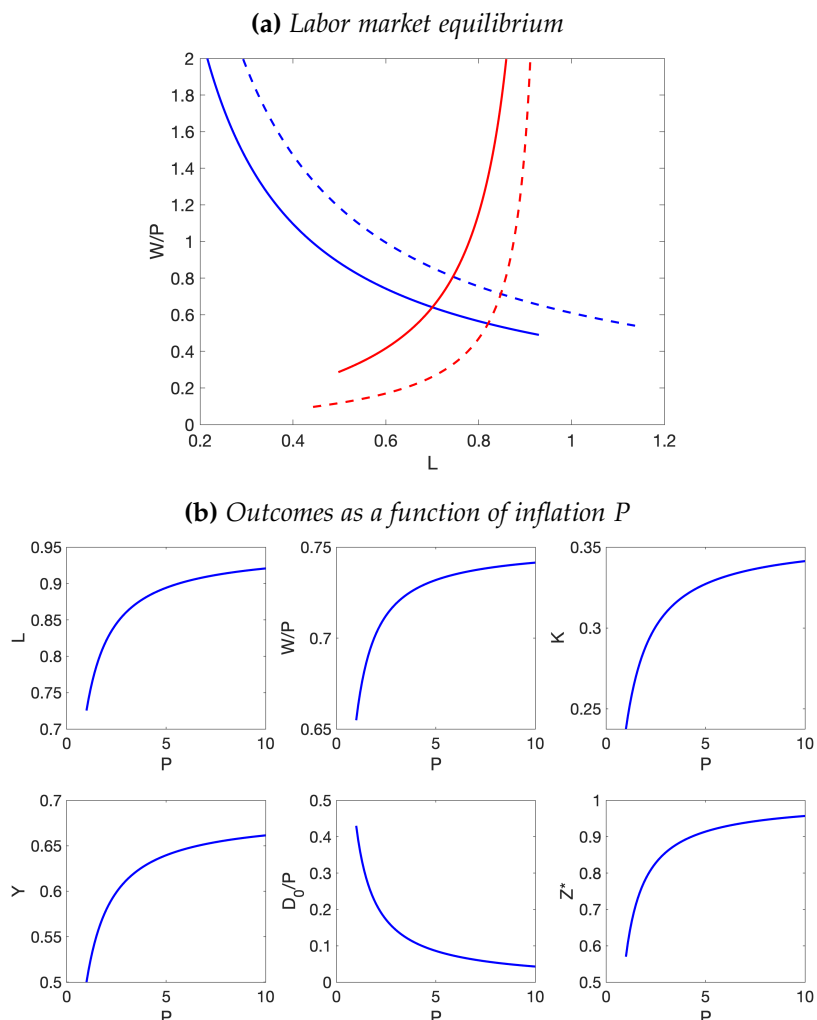 (a) Labor market equilibrium
2
1.8
1.6
1.4
1.2
1
0.8
0.6
0.4
0.2
0
W/P
0.2 0.4 0.6 0.8 1 1.2
L
(b) Outcomes as a function of inflation P
0.95
0.9
0.85
0.8
0.75
0.7
L
0 5 10
P
0.75
0.7
0.65
W/P
0 5 10
P
0.35
0.3
0.25
K
0 5 10
P
0.7
0.65
0.6
0.55
0.5
Y
0 5 10
P
0.5
0.4
0.3
0.2
0.1
0
D0/P
0 5 10
P
1
0.9
0.8
0.7
0.6
0.5
Z*
0 5 10
P